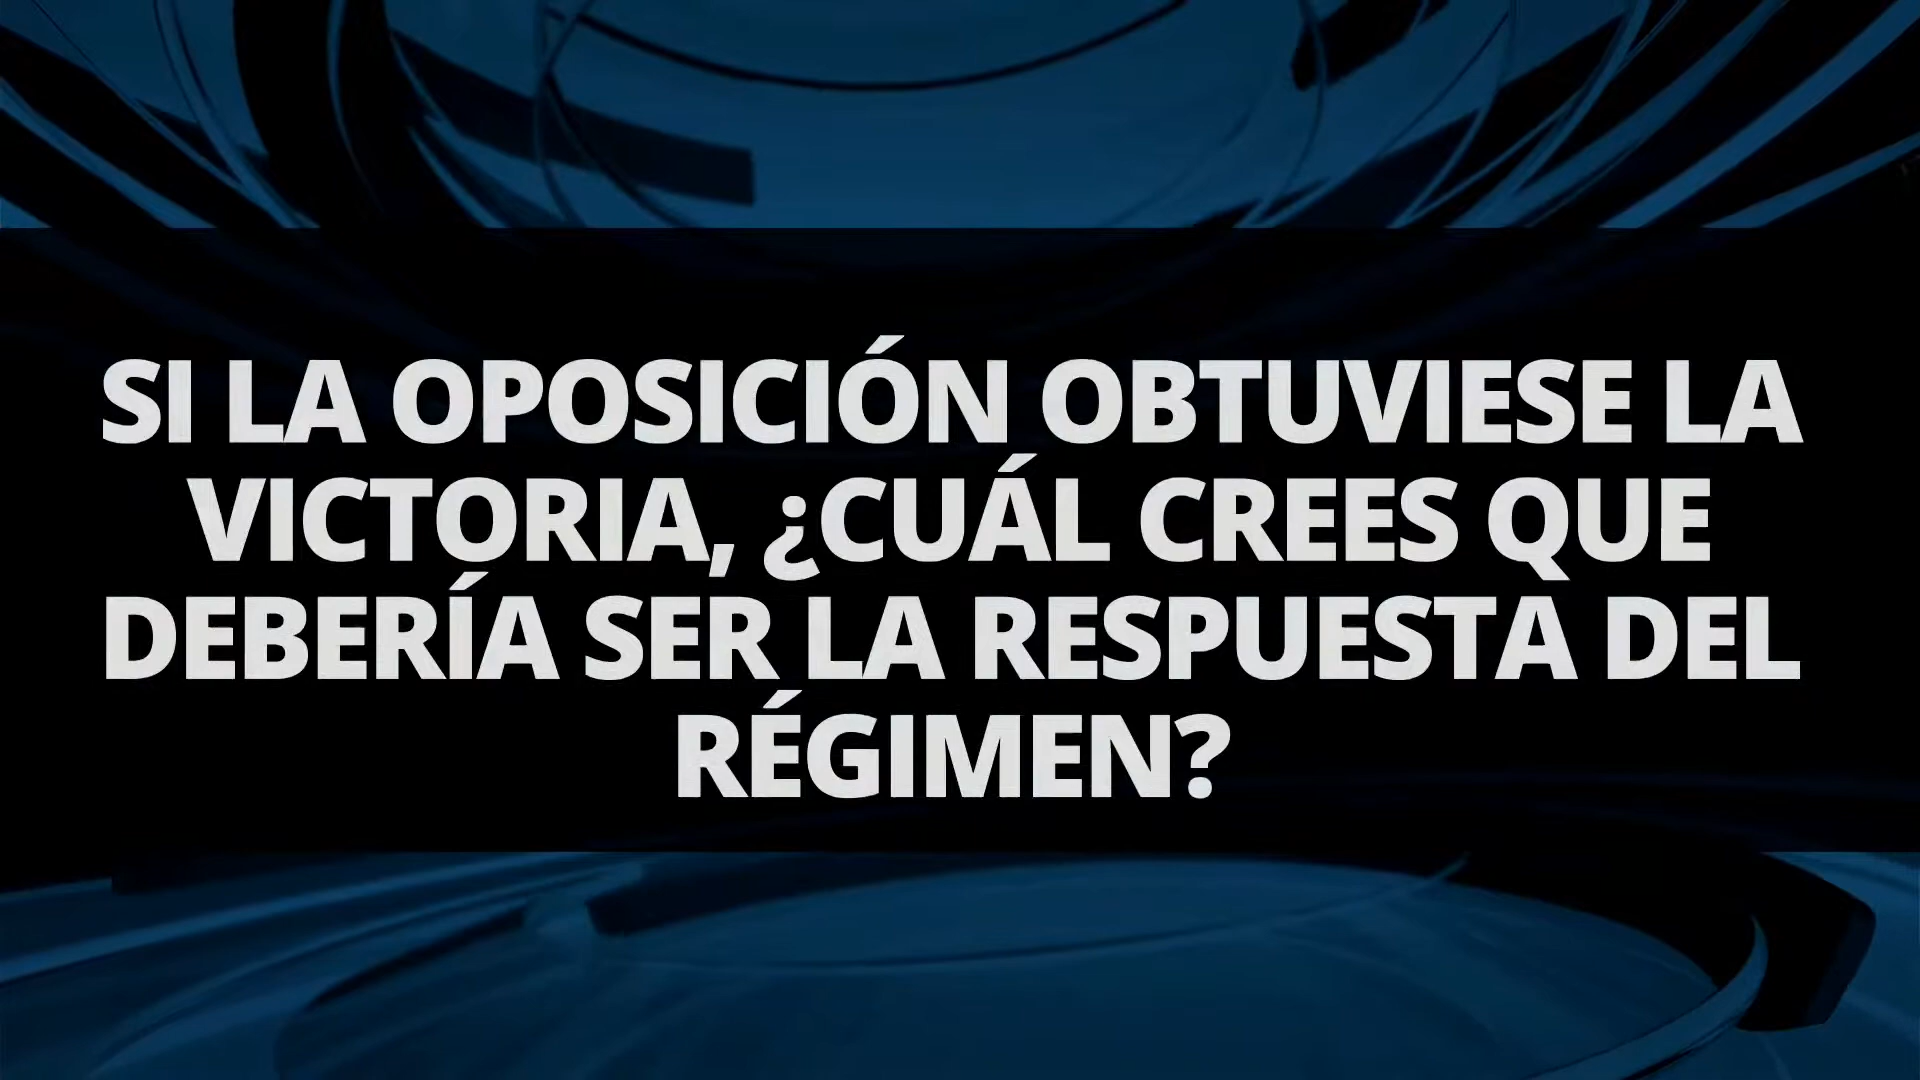 SI LA OPOSICIÓN OBTUVIESE LA
VICTORIA, ¿CUÁL CREES QUE
DEBERÍA SER LA RESPUESTA DEL
RÉGIMEN?